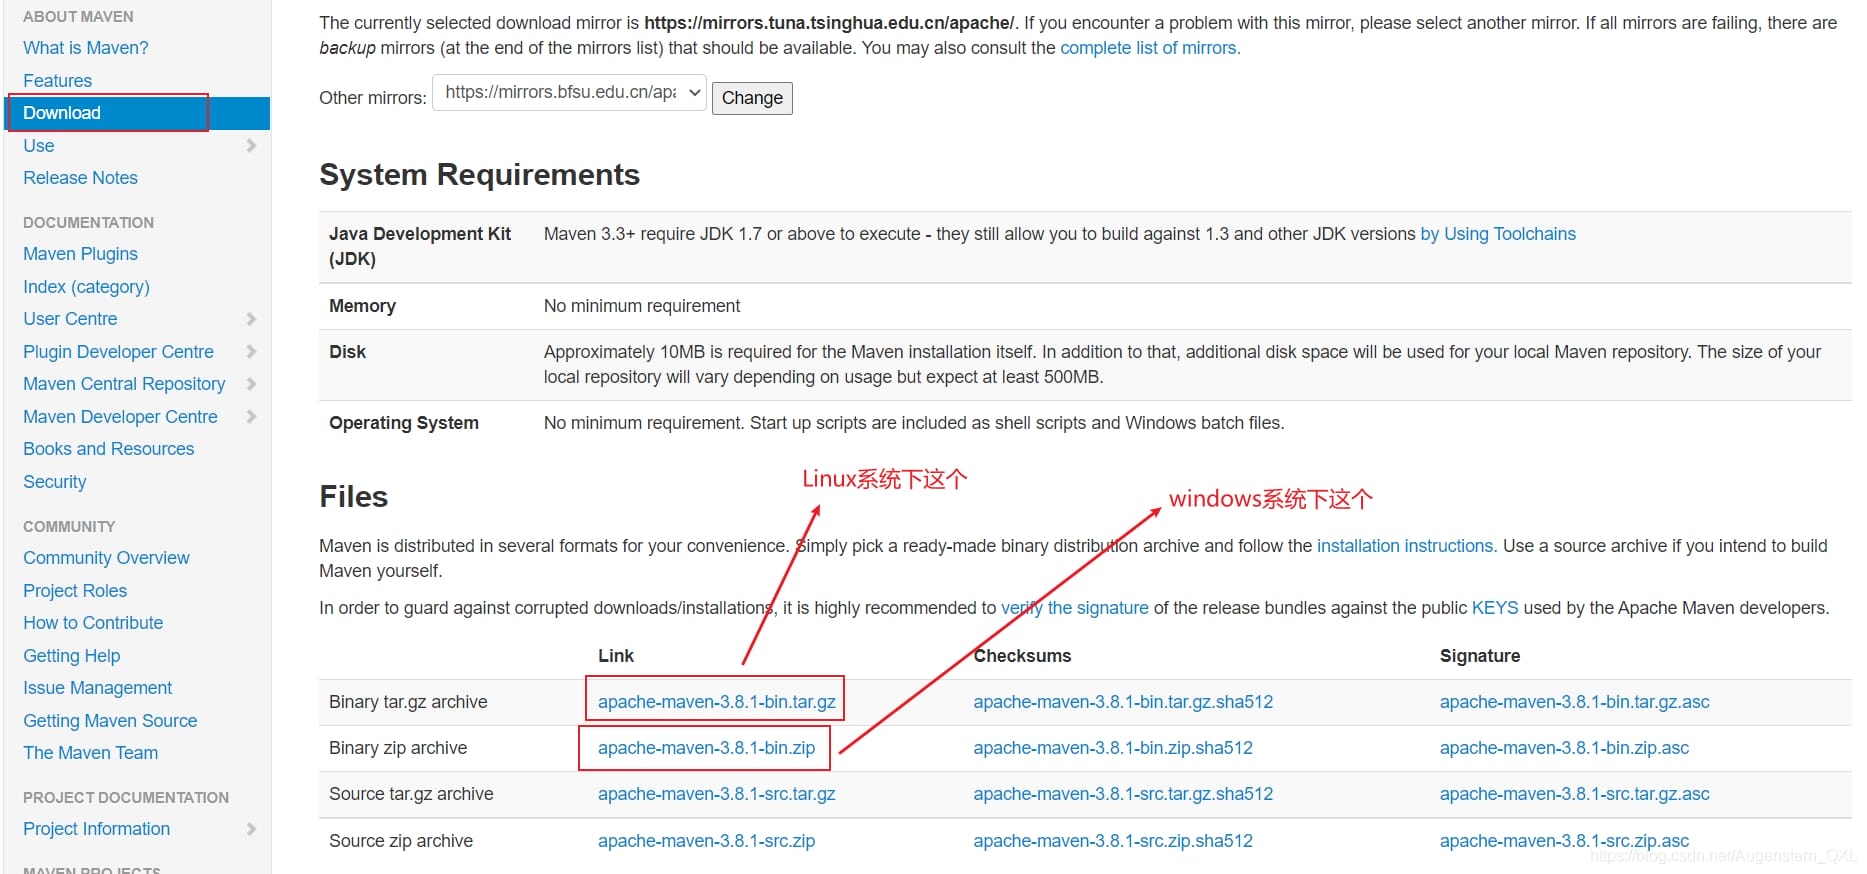 ABOUT MAVEN
What is Maven?
Features
Download
Use
Release Notes
DOCUMENTATION
Maven Plugins
Index (category)
User Centre
Plugin Developer Centre
Maven Central Repository
Maven Developer Centre
Books and Resources
Security
COMMUNITY
Community Overview
Project Roles
How to Contribute
Getting Help
Issue Management
Getting Maven Source
The Maven Team
PROJECT DOCUMENTATION
Project Information
MAVEN PROJECTS
The currently selected download mirror is https://mirrors.tuna.tsinghua.edu.cn/apache/. If you encounter a problem with this mirror, please select another mirror. If all mirrors are failing, there are
backup mirrors (at the end of the mirrors list) that should be available. You may also consult the complete list of mirrors.
Other mirrors: https://mirrors.bfsu.edu.cn/apa Change
System Requirements
Java Development Kit (JDK) Maven 3.3+ require JDK 1.7 or above to execute - they still allow you to build against 1.3 and other JDK versions by Using Toolchains
Memory No minimum requirement
Disk Approximately 10MB is required for the Maven installation itself. In addition to that, additional disk space will be used for your local Maven repository. The size of your
local repository will vary depending on usage but expect at least 500MB.
Operating System No minimum requirement. Start up scripts are included as shell scripts and Windows batch files.
Linux系统下这个
windows系统下这个
Files
Maven is distributed in several formats for your convenience. Simply pick a ready-made binary distribution archive and follow the installation instructions. Use a source archive if you intend to build
Maven yourself.
In order to guard against corrupted downloads/installations, it is highly recommended to verify the signature of the release bundles against the public KEYS used by the Apache Maven developers.
Link Checksums Signature
Binary tar.gz archive apache-maven-3.8.1-bin.tar.gz apache-maven-3.8.1-bin.tar.gz.sha512 apache-maven-3.8.1-bin.tar.gz.asc
Binary zip archive apache-maven-3.8.1-bin.zip apache-maven-3.8.1-bin.zip.sha512 apache-maven-3.8.1-bin.zip.asc
Source tar.gz archive apache-maven-3.8.1-src.tar.gz apache-maven-3.8.1-src.tar.gz.sha512 apache-maven-3.8.1-src.tar.gz.asc
Source zip archive apache-maven-3.8.1-src.zip apache-maven-3.8.1-src.zip.sha512 apache-maven-3.8.1-src.zip.asc
https://blog.csdn.net/Augenstern_QXL